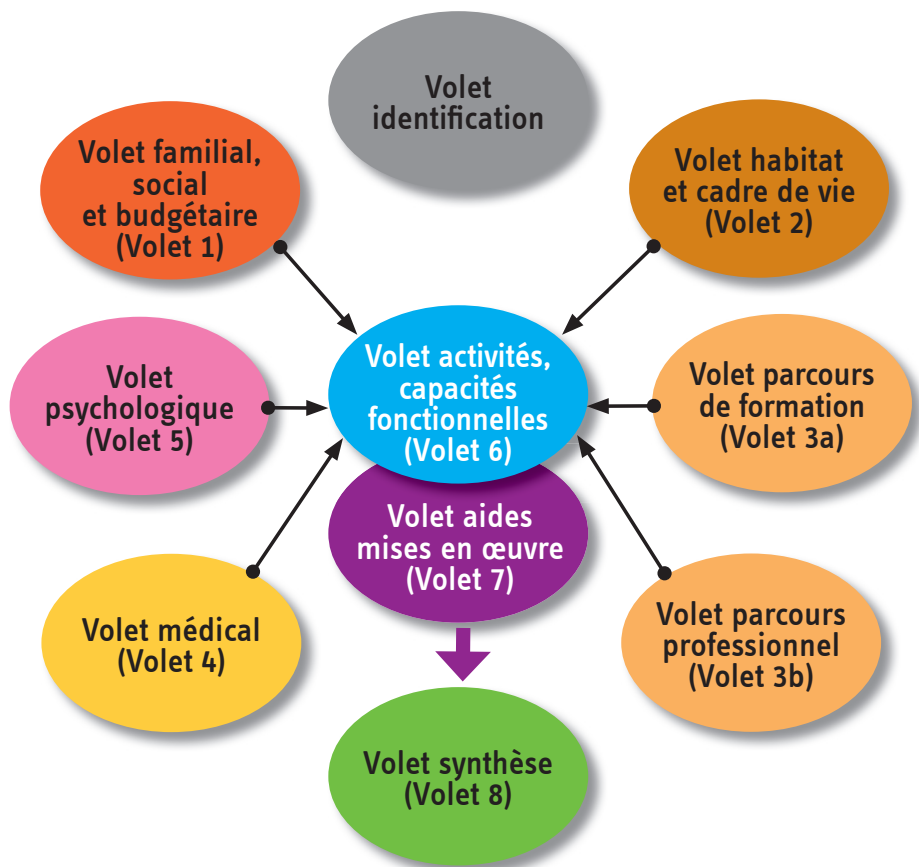 Volet
identification
Volet familial,
social
et budgétaire
(Volet 1)
Volet habitat
et cadre de vie
(Volet 2)
Volet activités,
capacités
fonctionnelles
(Volet 6)
Volet
psychologique
(Volet 5)
Volet parcours
de formation
(Volet 3a)
Volet aides
mises en œuvre
(Volet 7)
Volet médical
(Volet 4)
Volet parcours
professionnel
(Volet 3b)
Volet synthèse
(Volet 8)